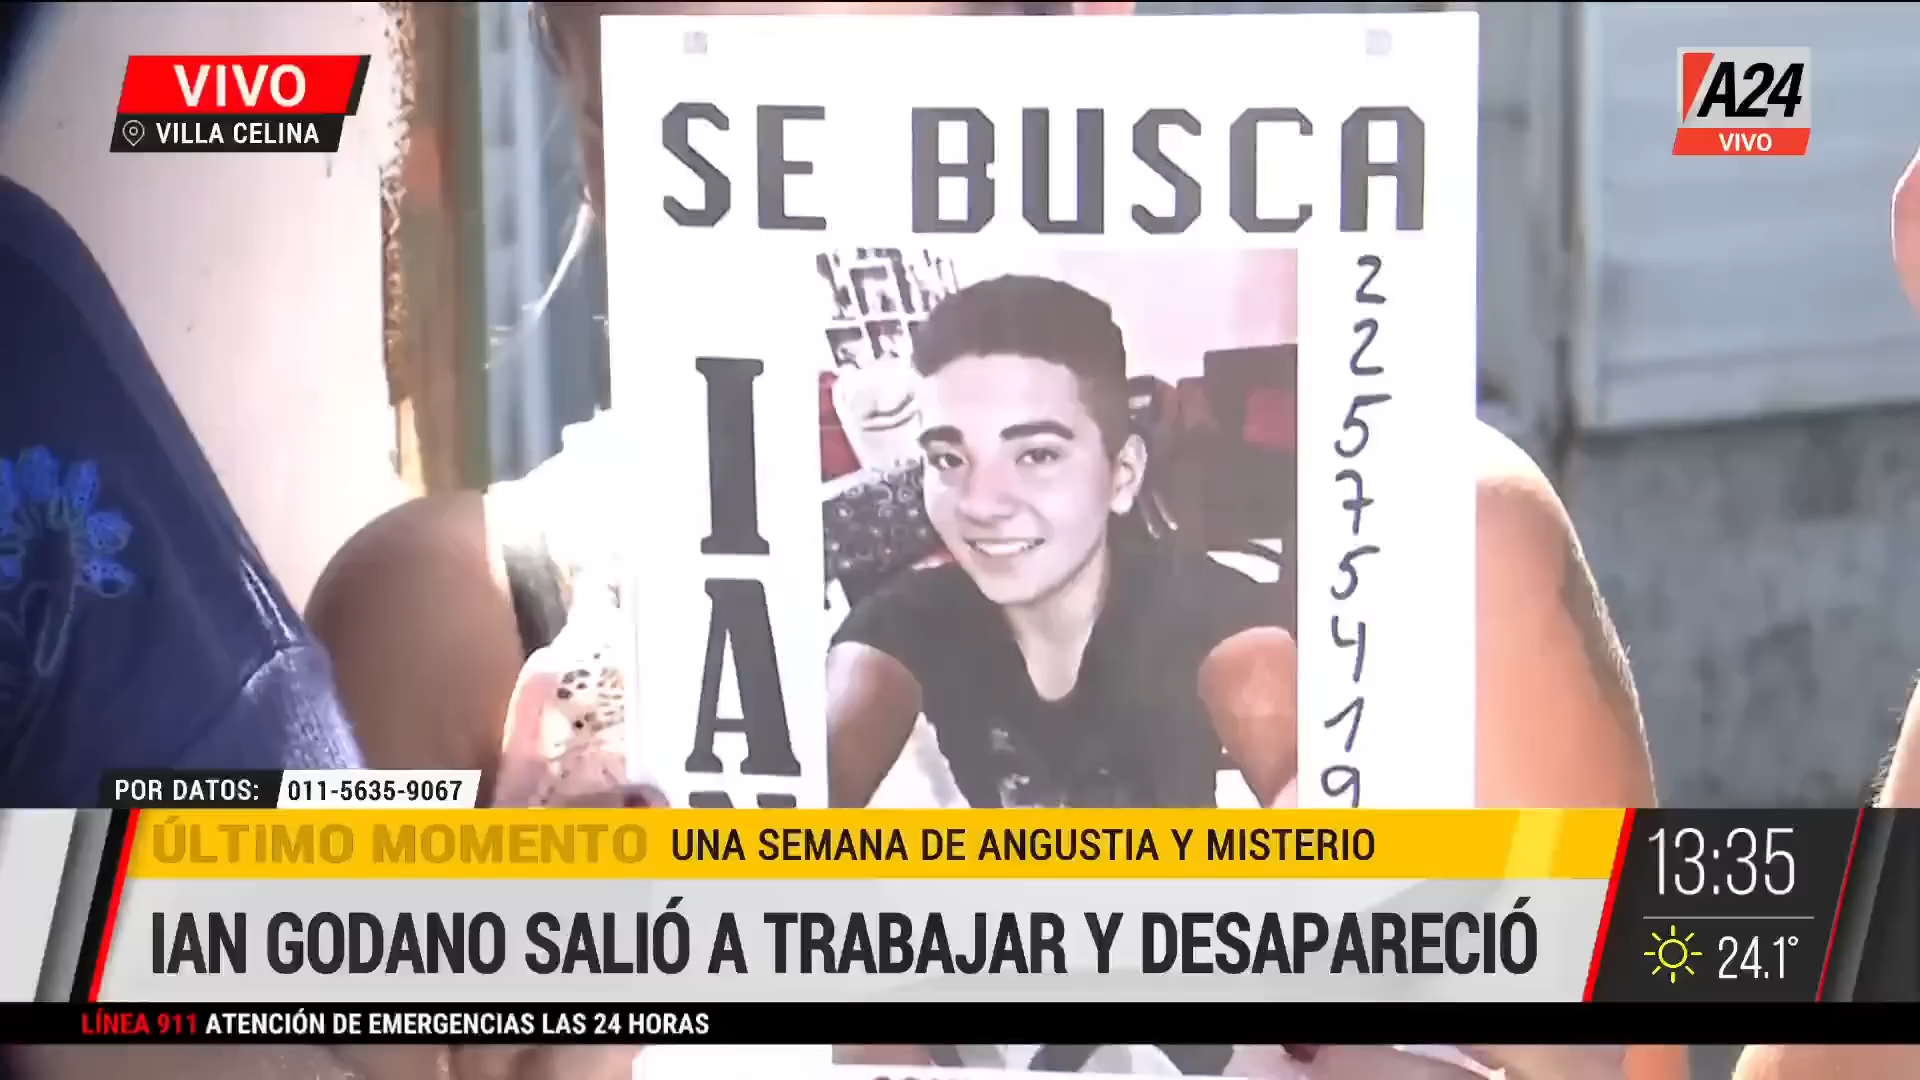 VIVO
VILLA CELINA
A24
VIVO
SE BUSCA
IAN
2
2
5
7
5
4
1
9
POR DATOS: 011-5635-9067
ÚLTIMO MOMENTO UNA SEMANA DE ANGUSTIA Y MISTERIO
IAN GODANO SALIÓ A TRABAJAR Y DESAPARECIÓ
13:35
24.1°
LÍNEA 911 ATENCIÓN DE EMERGENCIAS LAS 24 HORAS